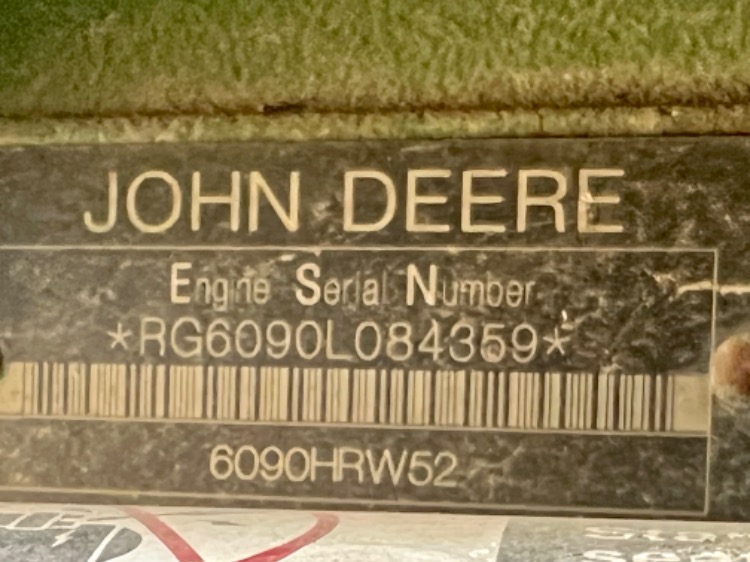 JOHN DEERE
Engine Serial Number
*RG6090L084359*
6090HRW52